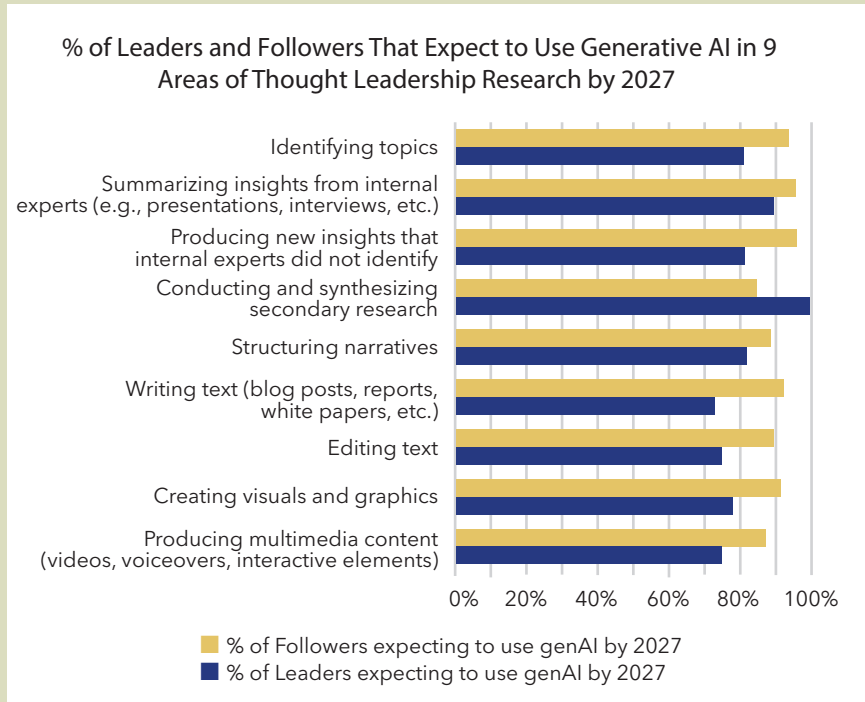 % of Leaders and Followers That Expect to Use Generative AI in 9
Areas of Thought Leadership Research by 2027
Identifying topics
Summarizing insights from internal
experts (e.g., presentations, interviews, etc.)
Producing new insights that
internal experts did not identify
Conducting and synthesizing
secondary research
Structuring narratives
Writing text (blog posts, reports,
white papers, etc.)
Editing text
Creating visuals and graphics
Producing multimedia content
(videos, voiceovers, interactive elements)
0% 20% 40% 60% 80% 100%
% of Followers expecting to use genAI by 2027
% of Leaders expecting to use genAI by 2027